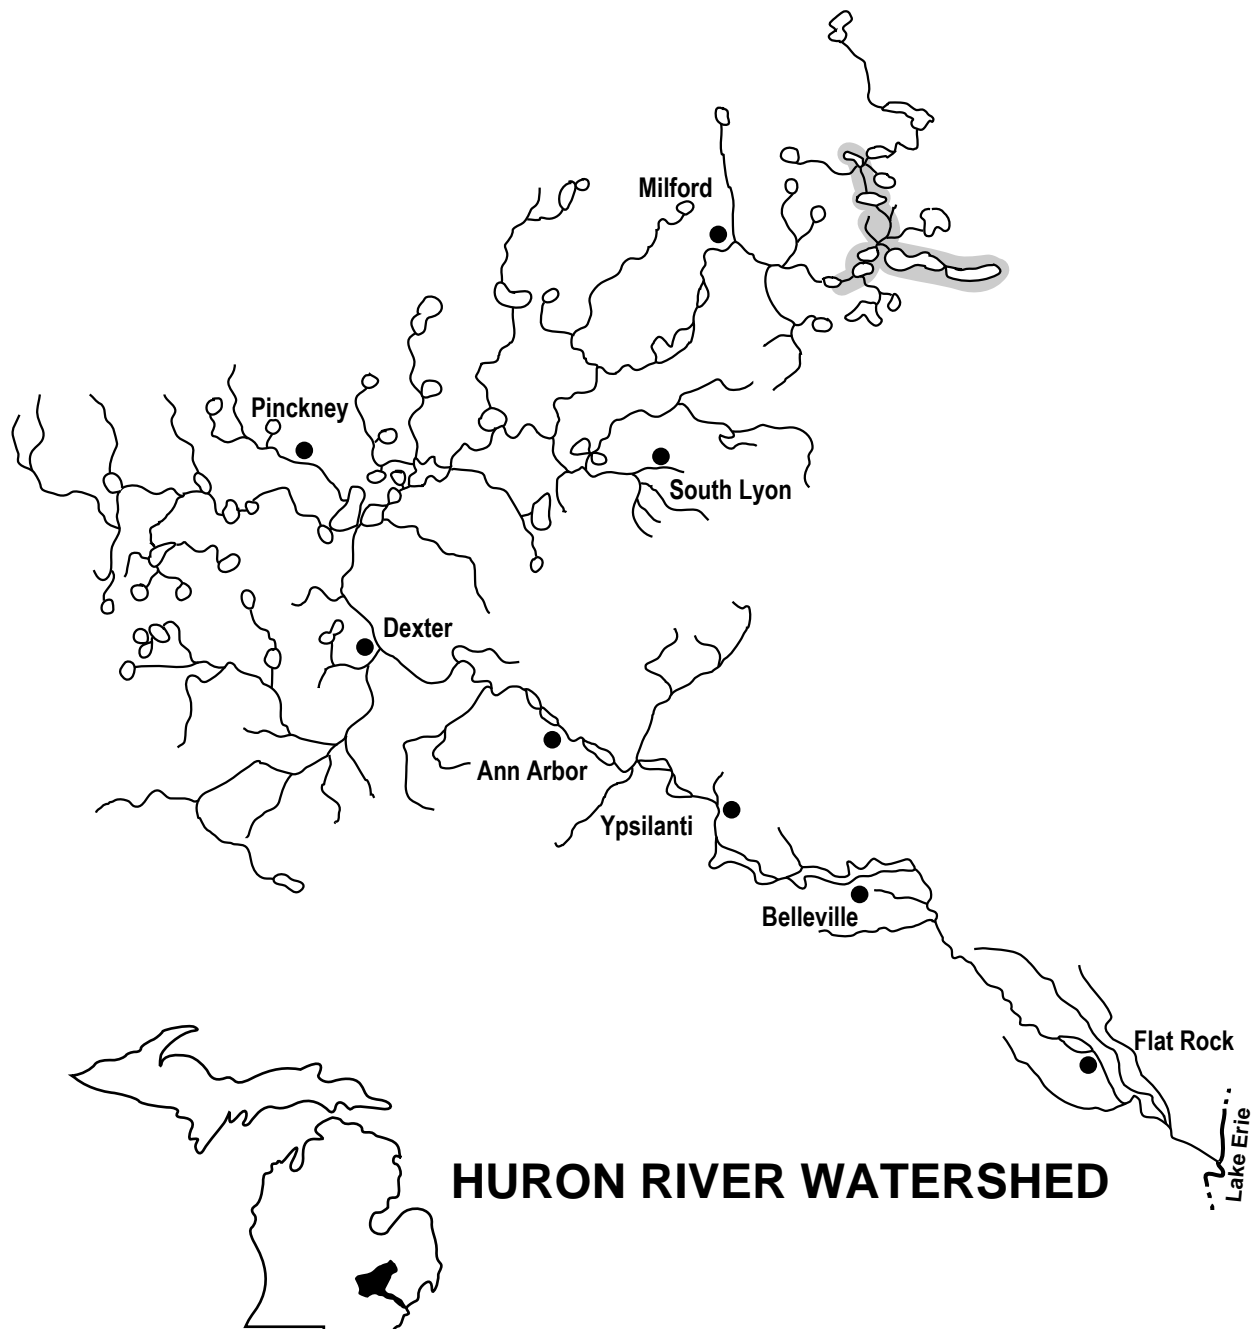 Milford
Pinckney
South Lyon
Dexter
Ann Arbor
Ypsilanti
Belleville
Flat Rock
Lake Erie
HURON RIVER WATERSHED